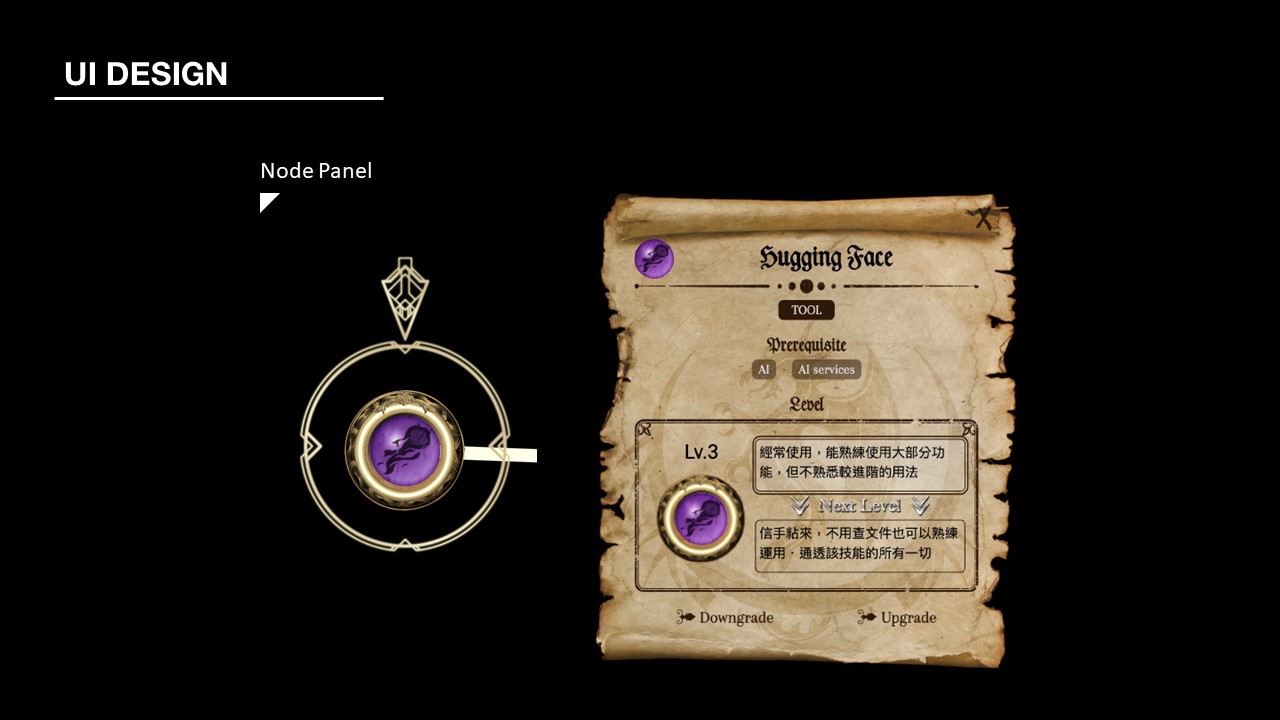 UI DESIGN
Node Panel
Hugging Face
TOOL
Prerequisite
AI
AI services
Level
Lv.3
經常使用，能熟練使用大部分功
能，但不熟悉較進階的用法
Next Level
信手粘來，不用查文件也可以熟練
運用．通透該技能的所有一切
Downgrade
Upgrade